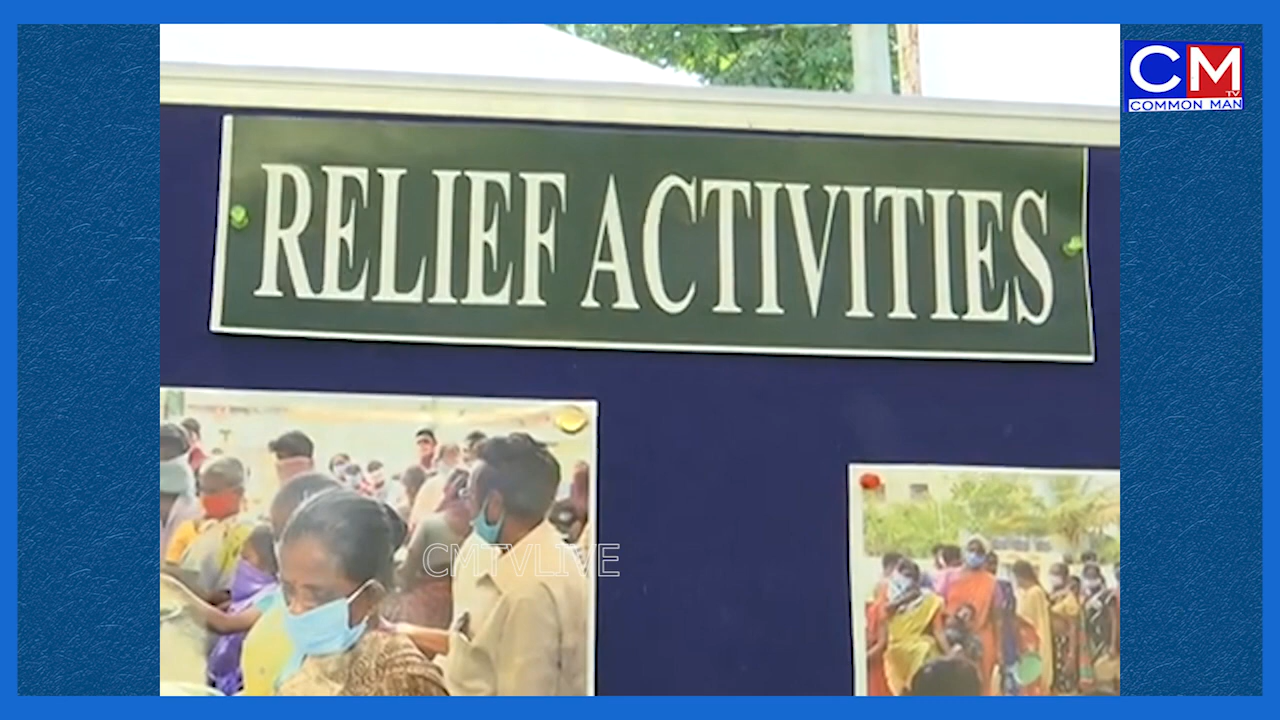 CM
TV
COMMON MAN
RELIEF ACTIVITIES
CMTVLIVE